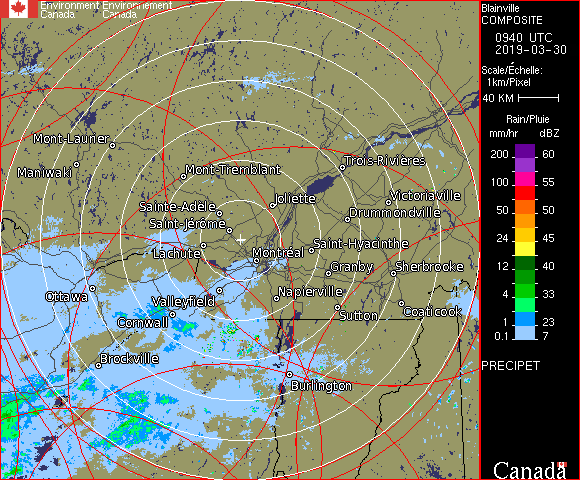 Environment Environnement
Canada Canada
Blainville
COMPOSITE
0940 UTC
2019-03-30
Scale/Échelle:
1km/Pixel
40 KM
Rain/Pluie
mm/hr dBZ
200 60
100 55
50 50
24 45
12 40
4 33
1 23
0.1 7
PRECIPET
Canada
Mont-Laurier
Maniwaki
Mont-Tremblant
Trois-Rivières
Joliette
Victoriaville
Sainte-Adèle
Drummondville
Saint-Jérôme
Saint-Hyacinthe
Lachute
Montréal
Granby
Sherbrooke
Ottawa
Valleyfield
Napierville
Cornwall
Sutton
Coaticook
Brockville
Burlington